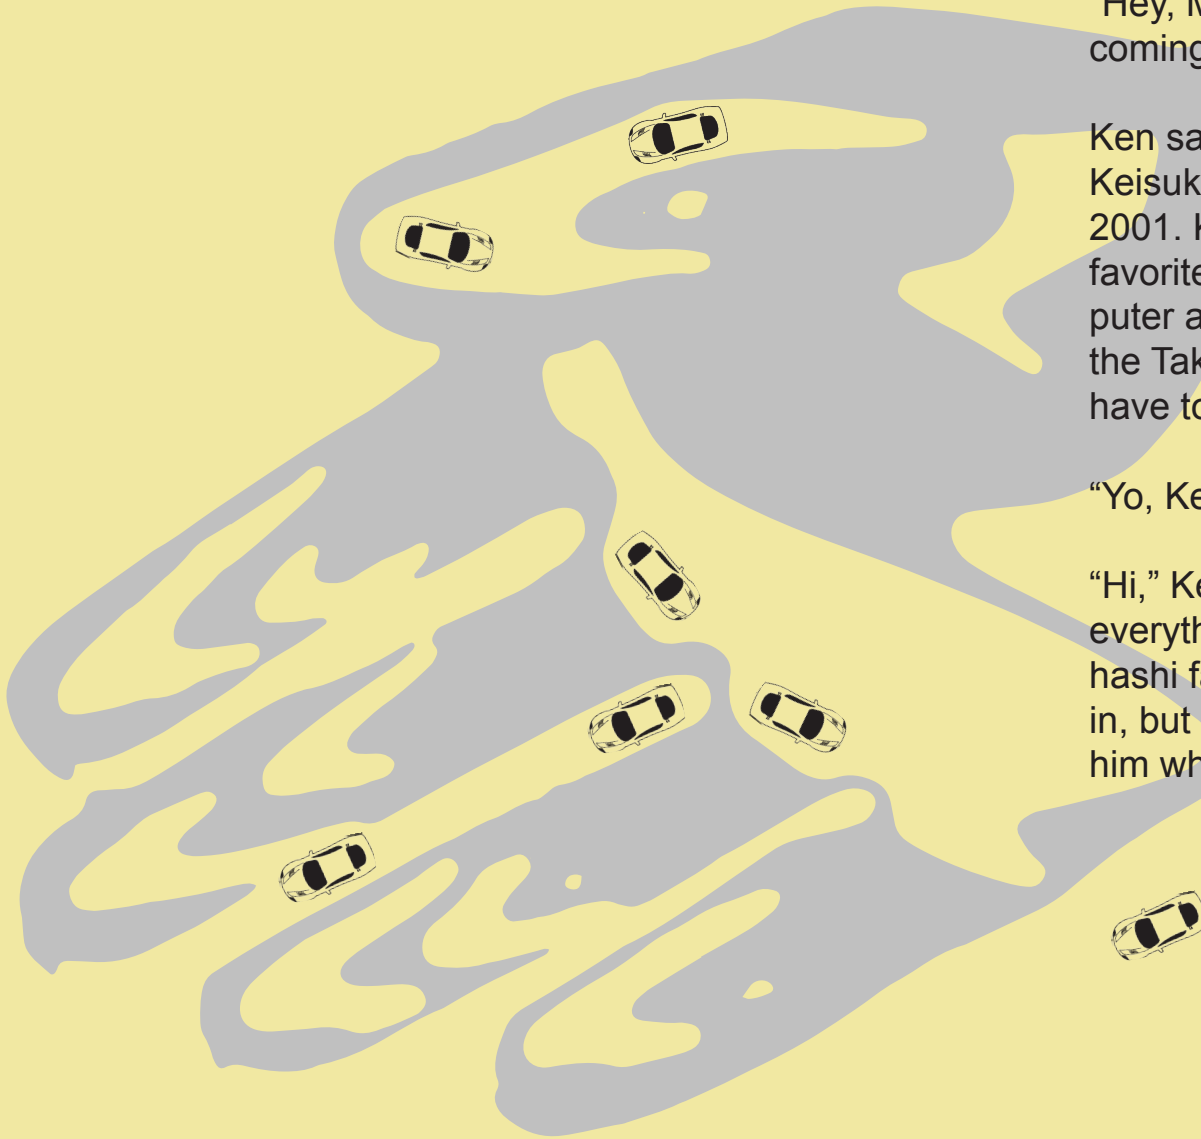 “Hey, M
coming
Ken sa
Keisuk
2001. K
favorite
puter a
the Tak
have to
“Yo, Ke
“Hi,” Ke
everyth
hashi fa
in, but
him wh